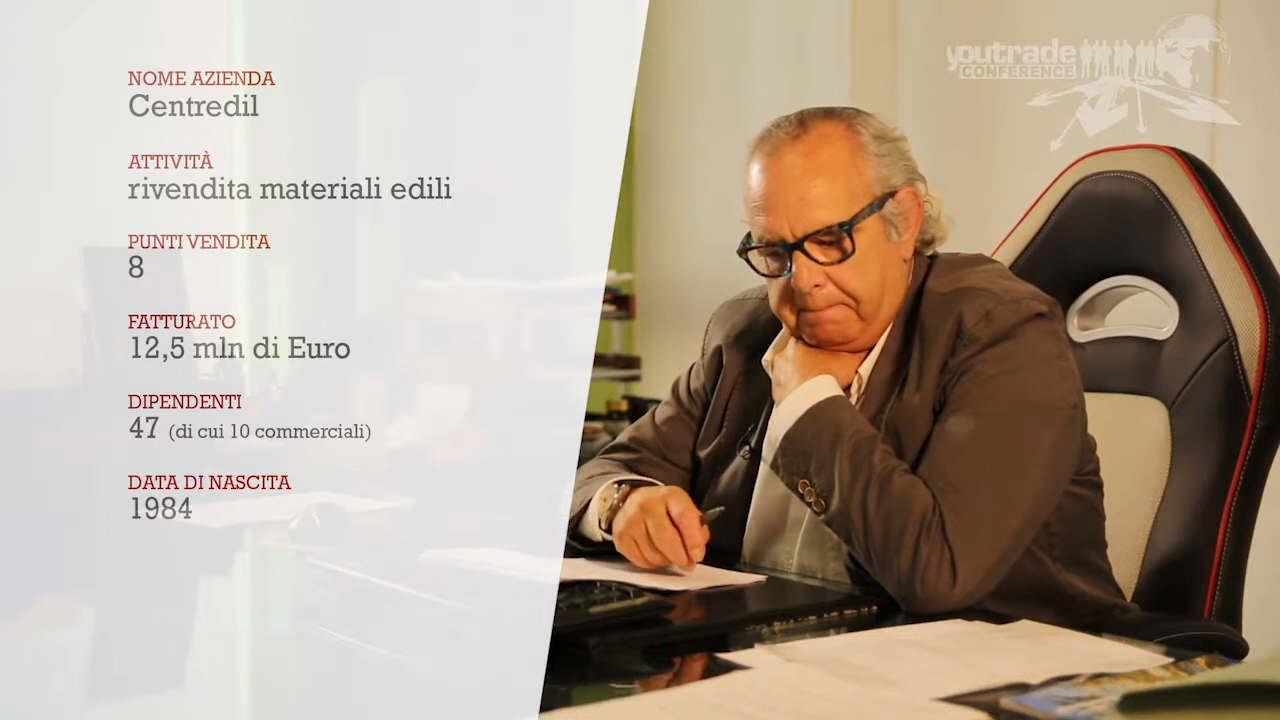 youtrade
CONFERENCE
NOME AZIENDA
Centredil
ATTIVITÀ
rivendita materiali edili
PUNTI VENDITA
8
FATTURATO
12,5 mln di Euro
DIPENDENTI
47 (di cui 10 commerciali)
DATA DI NASCITA
1984